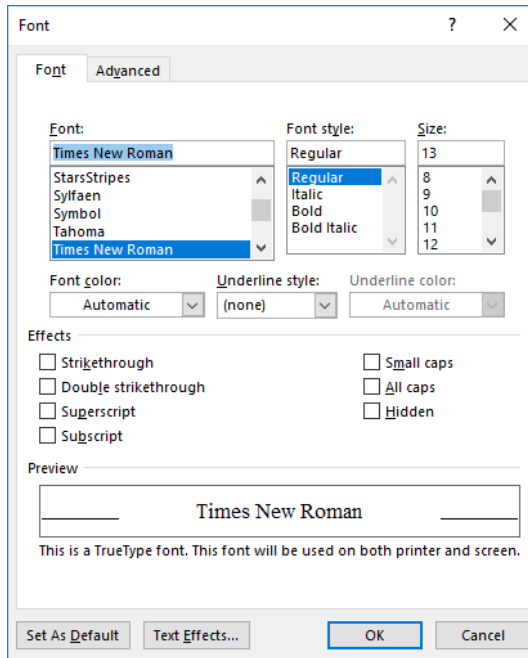 Font ?
Font Advanced
Font: Font style: Size:
Times New Roman Regular 13
StarsStripes Regular 8
Sylfaen Italic 9
Symbol Bold 10
Tahoma Bold Italic 11
Times New Roman 12
Font color: Underline style: Underline color:
Automatic (none) Automatic
Effects
Strikethrough Small caps
Double strikethrough All caps
Superscript Hidden
Subscript
Preview
Times New Roman
This is a TrueType font. This font will be used on both printer and screen.
Set As Default Text Effects... OK Cancel